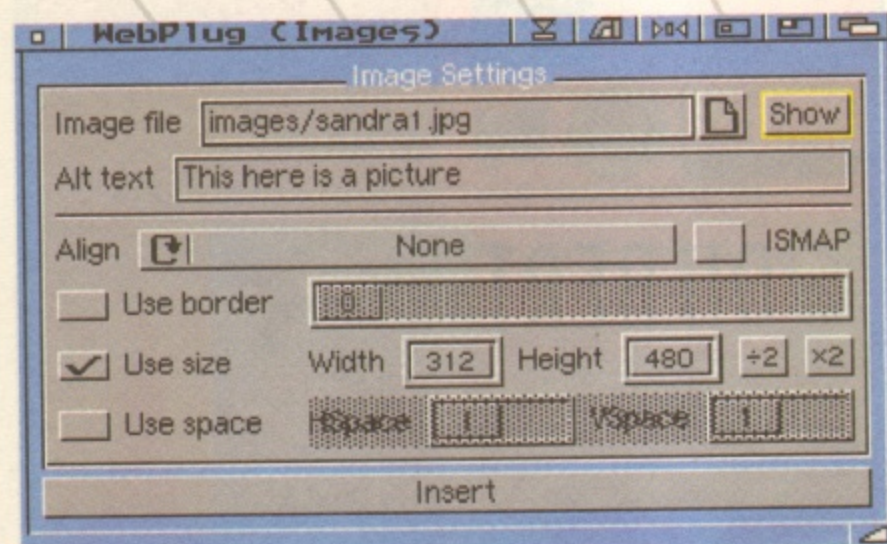 WebPlug (Images)
Image Settings
Image file images/sandra1.jpg Show
Alt text This here is a picture
Align None ISMAP
Use border 0
Use size Width 312 Height 480 ÷2 ×2
Use space HSpace 1 VSpace 1
Insert